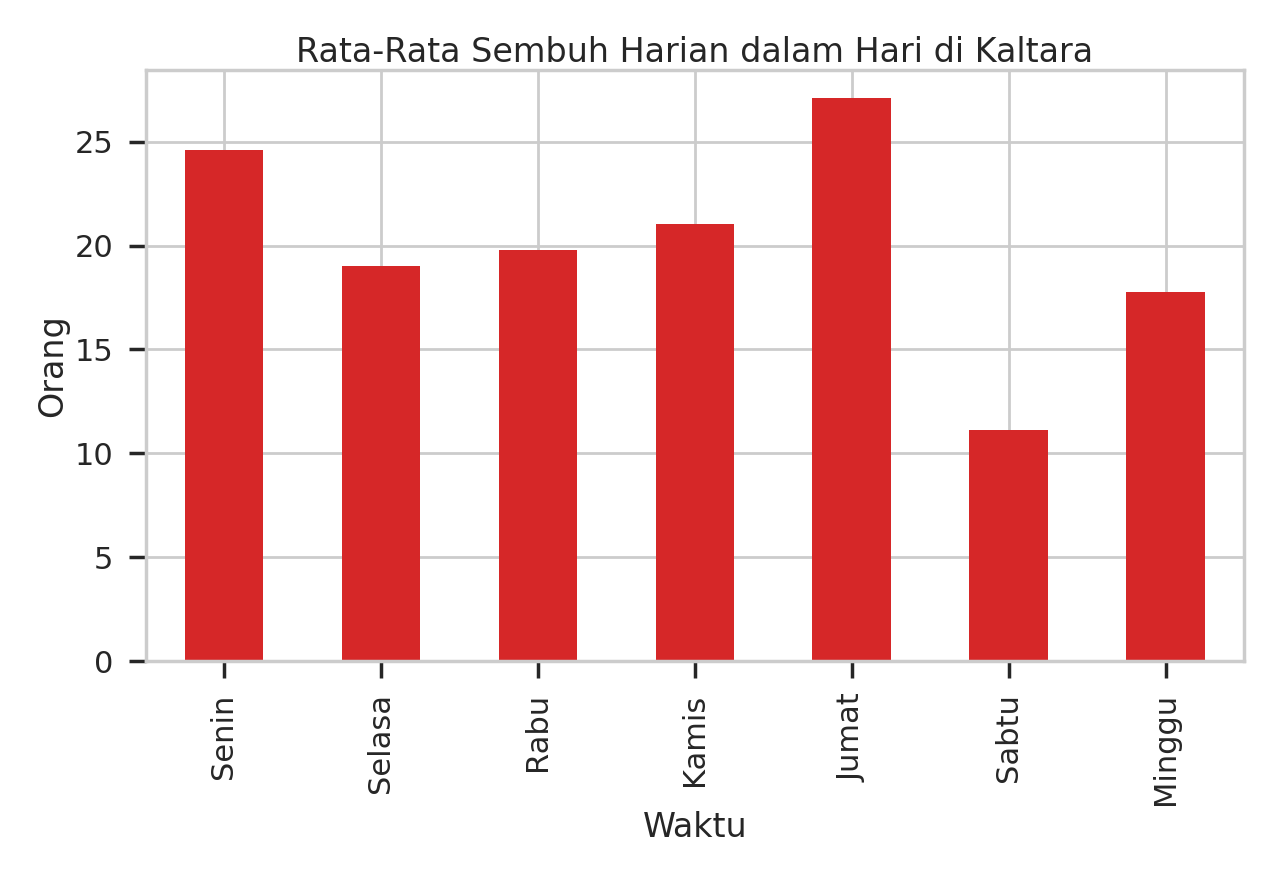 Rata-Rata Sembuh Harian dalam Hari di Kaltara
25
20
15
10
5
0
Orang
Senin
Selasa
Rabu
Kamis
Jumat
Sabtu
Minggu
Waktu